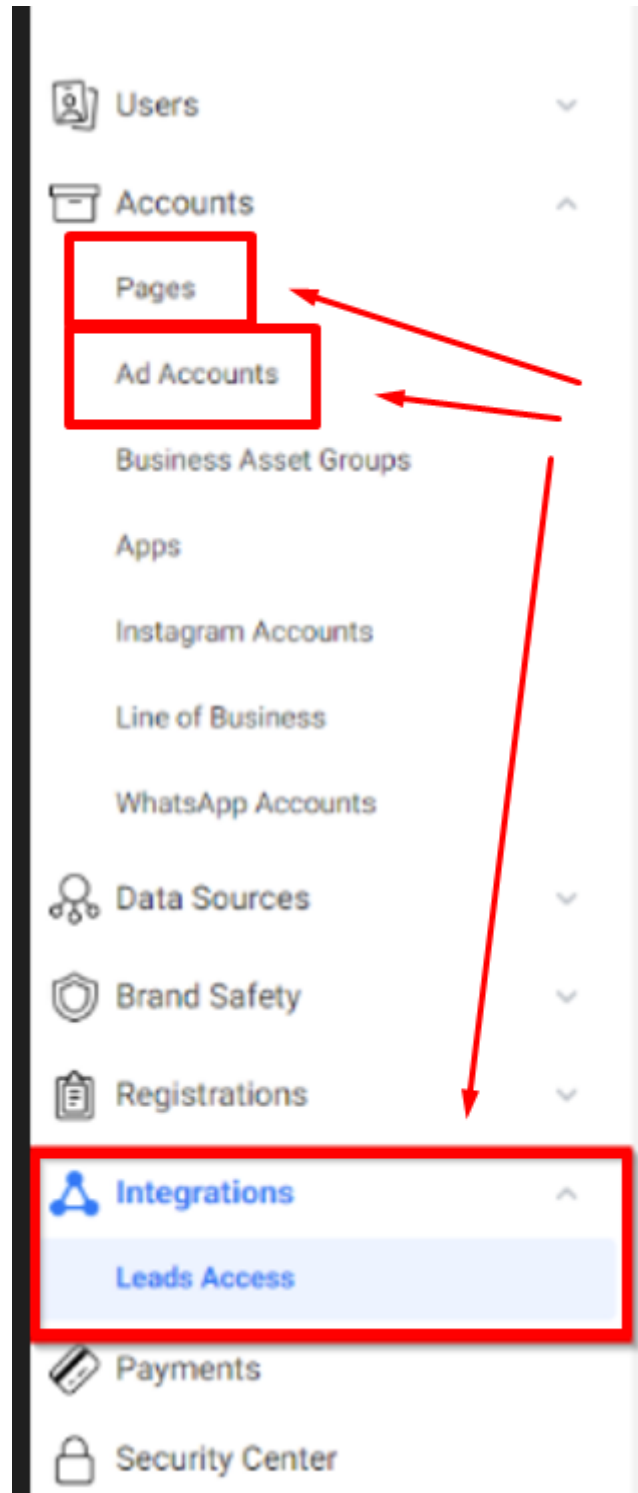 Users
Accounts
Pages
Ad Accounts
Business Asset Groups
Apps
Instagram Accounts
Line of Business
WhatsApp Accounts
Data Sources
Brand Safety
Registrations
Integrations
Leads Access
Payments
Security Center